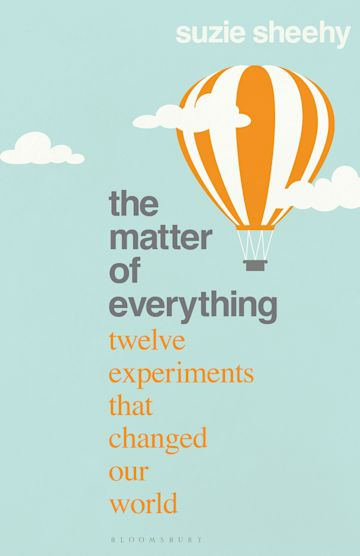 suzie sheehy
the
matter
of
everything
twelve
experiments
that
changed
our
world
BLOOMSBURY